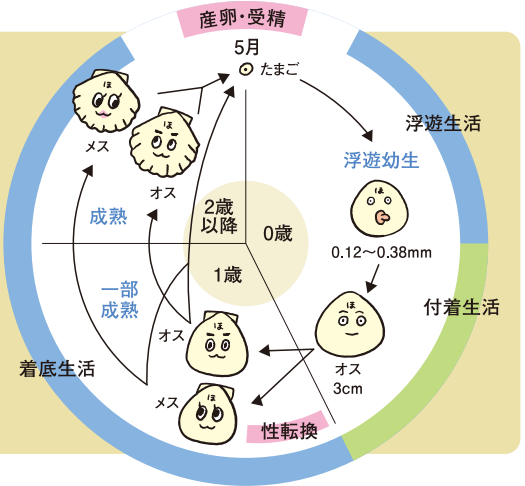 産卵・受精
5月
たまご
浮遊生活
浮遊幼生
ほ
0.12〜0.38mm
付着生活
ほ
オス
3cm
性転換
ほ
メス
ほ
オス
着底生活
一部
成熟
成熟
ほ
メス
ほ
オス
2歳
以降
0歳
1歳